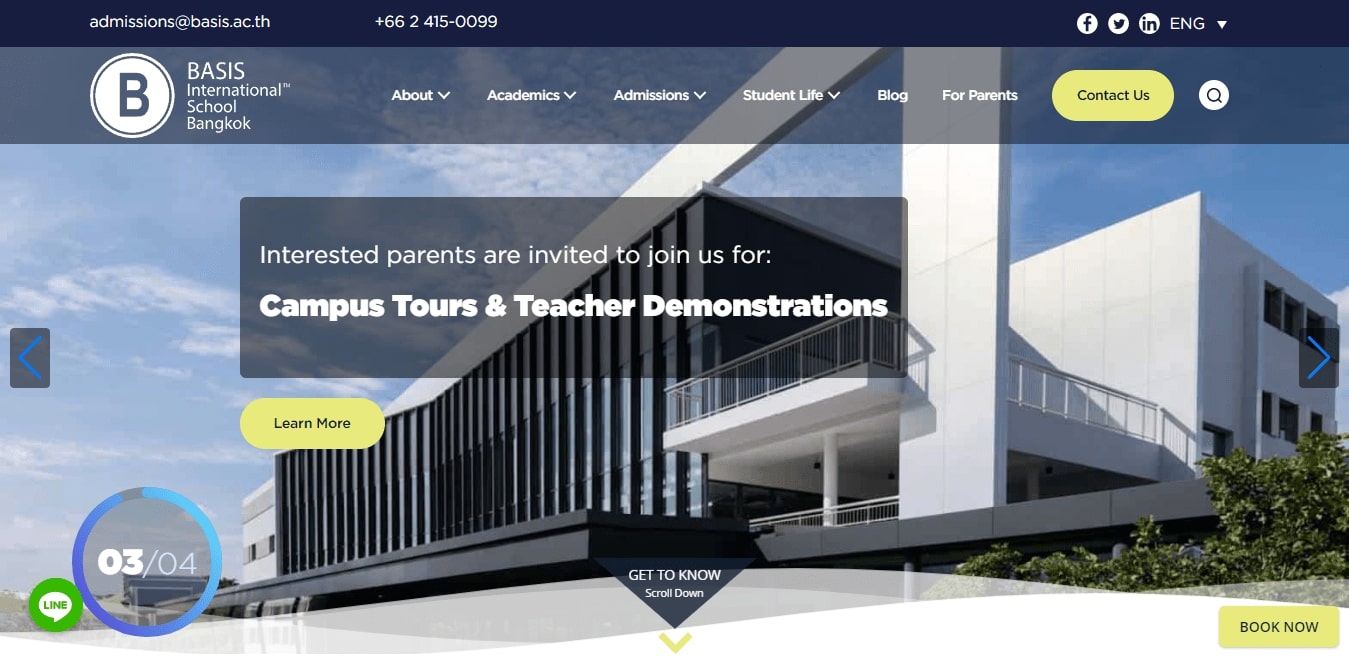 admissions@basis.ac.th
+66 2 415-0099
ENG
B
BASIS
International™
School
Bangkok
About
Academics
Admissions
Student Life
Blog
For Parents
Contact Us
Interested parents are invited to join us for:
Campus Tours & Teacher Demonstrations
Learn More
03/04
LINE
GET TO KNOW
Scroll Down
BOOK NOW